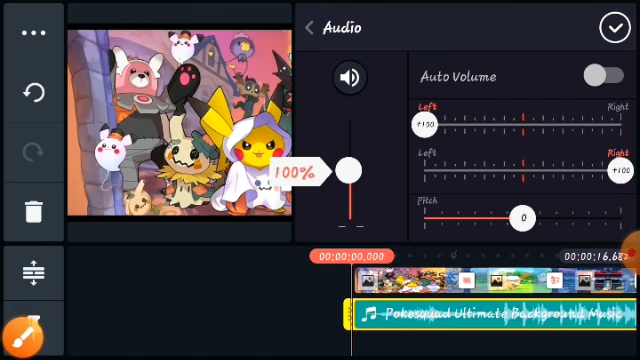 Audio
Auto Volume
Left
Right
+100
Left
Right
+100
100%
Pitch
0
00:00:00.000
4
00:00:16.682
Pokesquad Ultimate Background Music